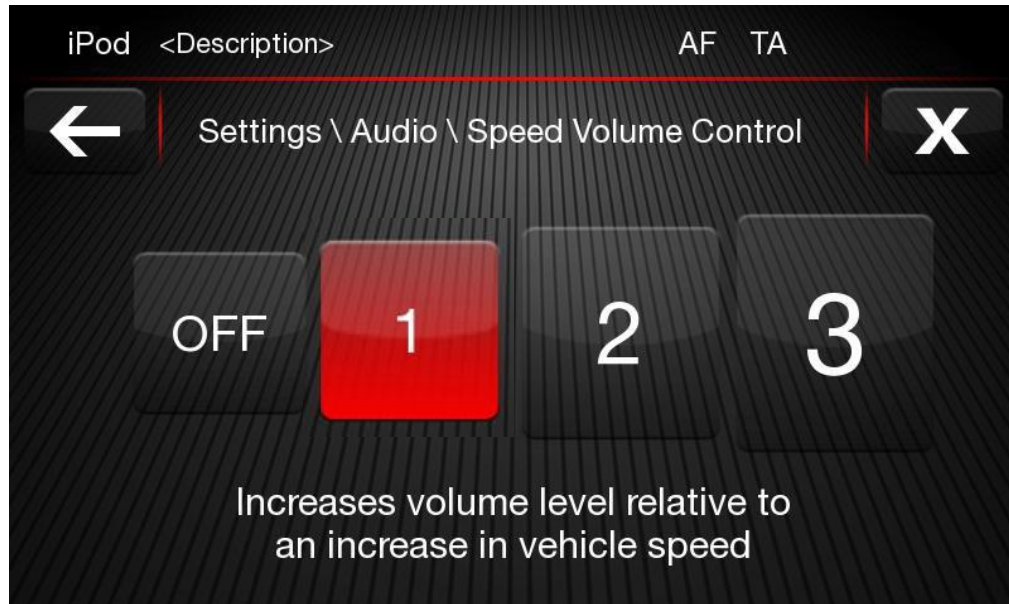 iPod <Description> AF TA
Settings \ Audio \ Speed Volume Control
X
OFF 1 2 3
Increases volume level relative to
an increase in vehicle speed